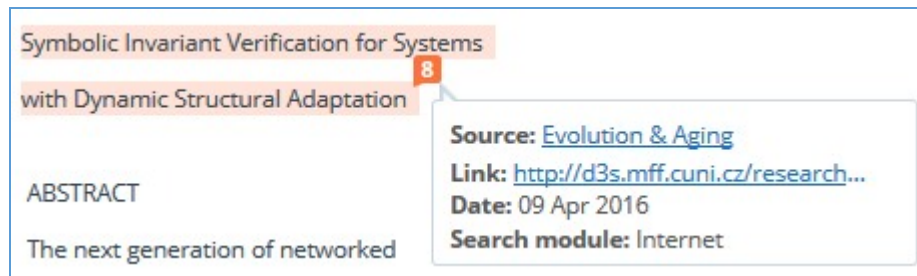 Symbolic Invariant Verification for Systems
8
with Dynamic Structural Adaptation
Source: Evolution & Aging
Link: http://d3s.mff.cuni.cz/research...
Date: 09 Apr 2016
Search module: Internet
ABSTRACT
The next generation of networked